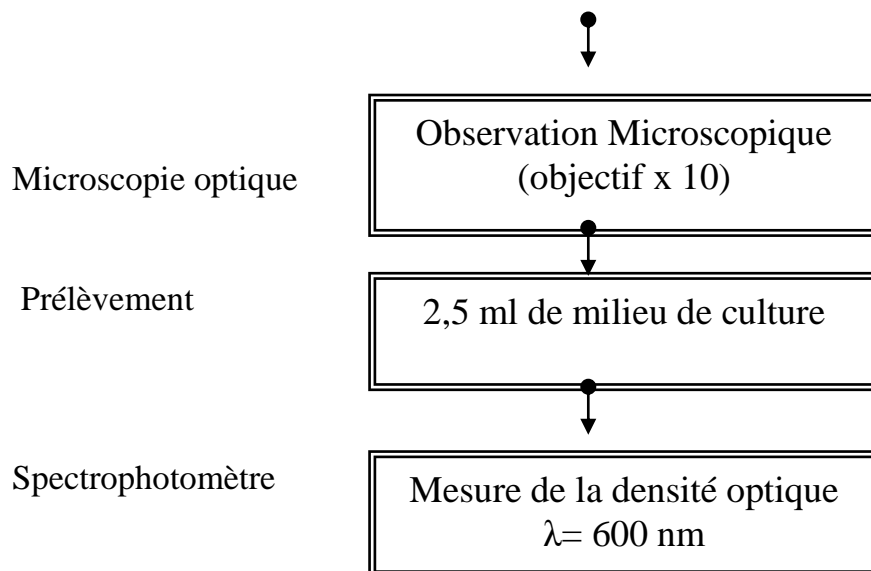 Observation Microscopique
Microscopie optique
(objectif x 10)
Prélèvement
2,5 ml de milieu de culture
Spectrophotomètre
Mesure de la densité optique
λ= 600 nm